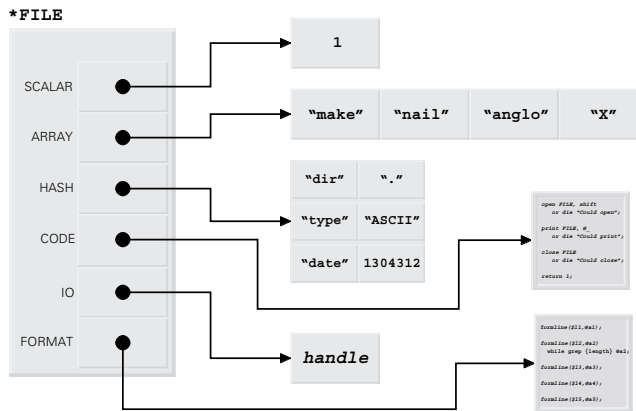 *FILE
SCALAR
1
ARRAY
“make” “nail” “anglo” “X”
HASH
“dir” “.”
“type” “ASCII”
“date” 1304312
CODE
open FILE, shift
or die "Could open";
print FILE, @_
or die "Could print";
close FILE
or die "Could close";
return 1;
IO
handle
FORMAT
formline($l1,@a1);
formline($l2,@a2)
while grep {length} @a2;
formline($l3,@a3);
formline($l4,@a4);
formline($l5,@a5);